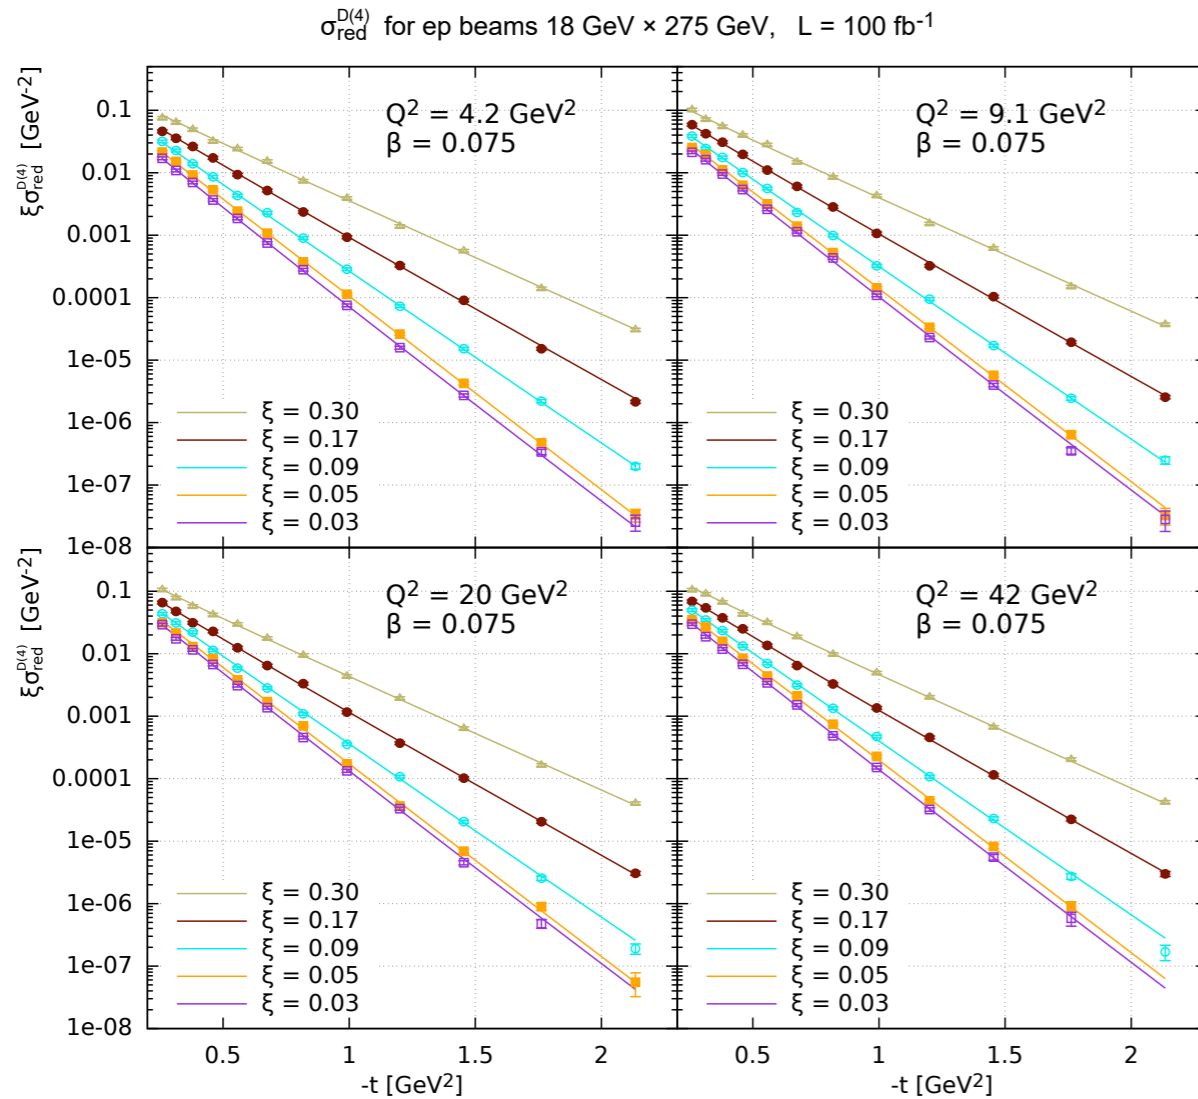 σ_red^D(4) for ep beams 18 GeV × 275 GeV, L = 100 fb⁻¹
ξσ_red^D(4) [GeV⁻²]
0.1
0.01
0.001
0.0001
1e-05
1e-06
1e-07
1e-08
Q² = 4.2 GeV²
β = 0.075
ξ = 0.30
ξ = 0.17
ξ = 0.09
ξ = 0.05
ξ = 0.03
Q² = 9.1 GeV²
β = 0.075
ξ = 0.30
ξ = 0.17
ξ = 0.09
ξ = 0.05
ξ = 0.03
ξσ_red^D(4) [GeV⁻²]
0.1
0.01
0.001
0.0001
1e-05
1e-06
1e-07
1e-08
Q² = 20 GeV²
β = 0.075
ξ = 0.30
ξ = 0.17
ξ = 0.09
ξ = 0.05
ξ = 0.03
Q² = 42 GeV²
β = 0.075
ξ = 0.30
ξ = 0.17
ξ = 0.09
ξ = 0.05
ξ = 0.03
0.5 1 1.5 2
-t [GeV²]
0.5 1 1.5 2
-t [GeV²]